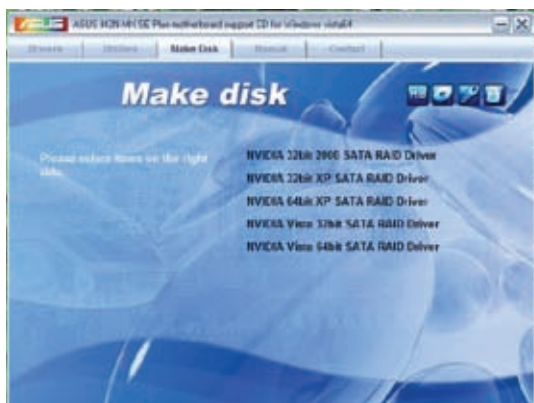 ASUS M2N-MX SE Plus motherboard support CD for Windows vista64
Drivers
Utilities
Make Disk
Manual
Contact
Make disk
Please select items on the right
side.
NVIDIA 32bit 2000 SATA RAID Driver
NVIDIA 32bit XP SATA RAID Driver
NVIDIA 64bit XP SATA RAID Driver
NVIDIA Vista 32bit SATA RAID Driver
NVIDIA Vista 64bit SATA RAID Driver